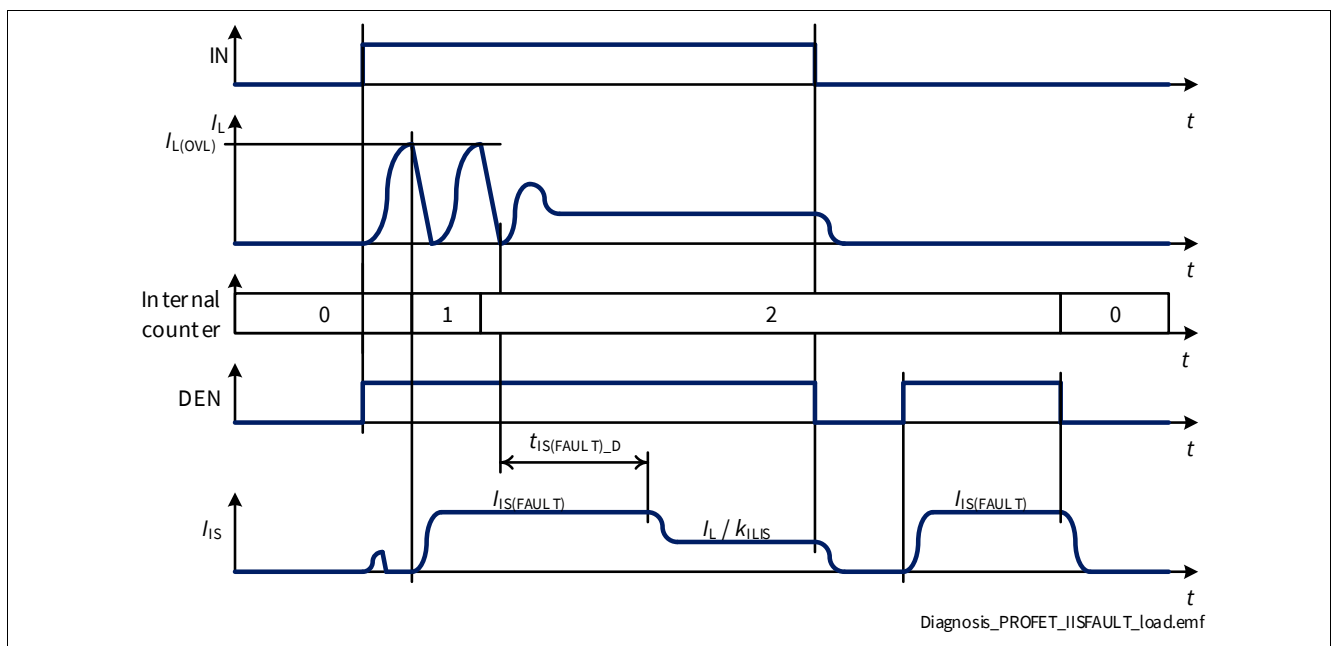 IN
t
I_L
I_L(OVL)
t
Internal
counter
0 1 2 0
t
DEN
t
t_IS(FAULT)_D
I_IS(FAULT) I_IS(FAULT)
I_IS
I_L / k_ILIS
t
Diagnosis_PROFET_IISFAULT_load.emf